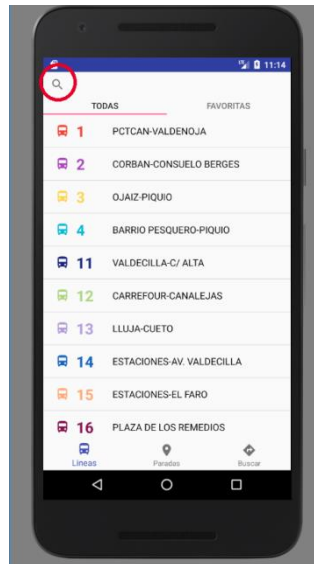 11:14
TODAS FAVORITAS
1 PCTCAN-VALDENOJA
2 CORBAN-CONSUELO BERGES
3 OJAIZ-PIQUIO
4 BARRIO PESQUERO-PIQUIO
11 VALDECILLA-C/ ALTA
12 CARREFOUR-CANALEJAS
13 LLUJA-CUETO
14 ESTACIONES-AV. VALDECILLA
15 ESTACIONES-EL FARO
16 PLAZA DE LOS REMEDIOS
Lineas Paradas Buscar